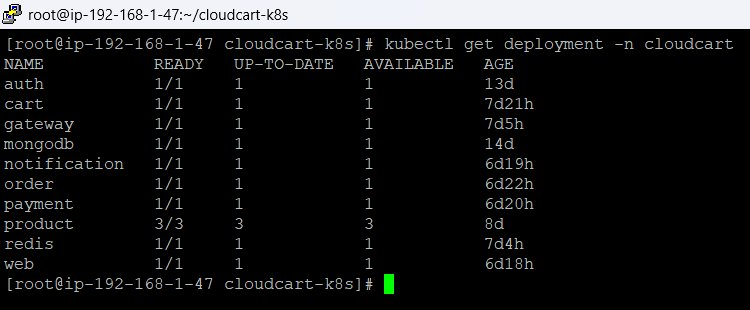 root@ip-192-168-1-47:~/cloudcart-k8s
[root@ip-192-168-1-47 cloudcart-k8s]# kubectl get deployment -n cloudcart
NAME           READY   UP-TO-DATE   AVAILABLE   AGE
auth           1/1     1            1           13d
cart           1/1     1            1           7d21h
gateway        1/1     1            1           7d5h
mongodb        1/1     1            1           14d
notification   1/1     1            1           6d19h
order          1/1     1            1           6d22h
payment        1/1     1            1           6d20h
product        3/3     3            3           8d
redis          1/1     1            1           7d4h
web            1/1     1            1           6d18h
[root@ip-192-168-1-47 cloudcart-k8s]#